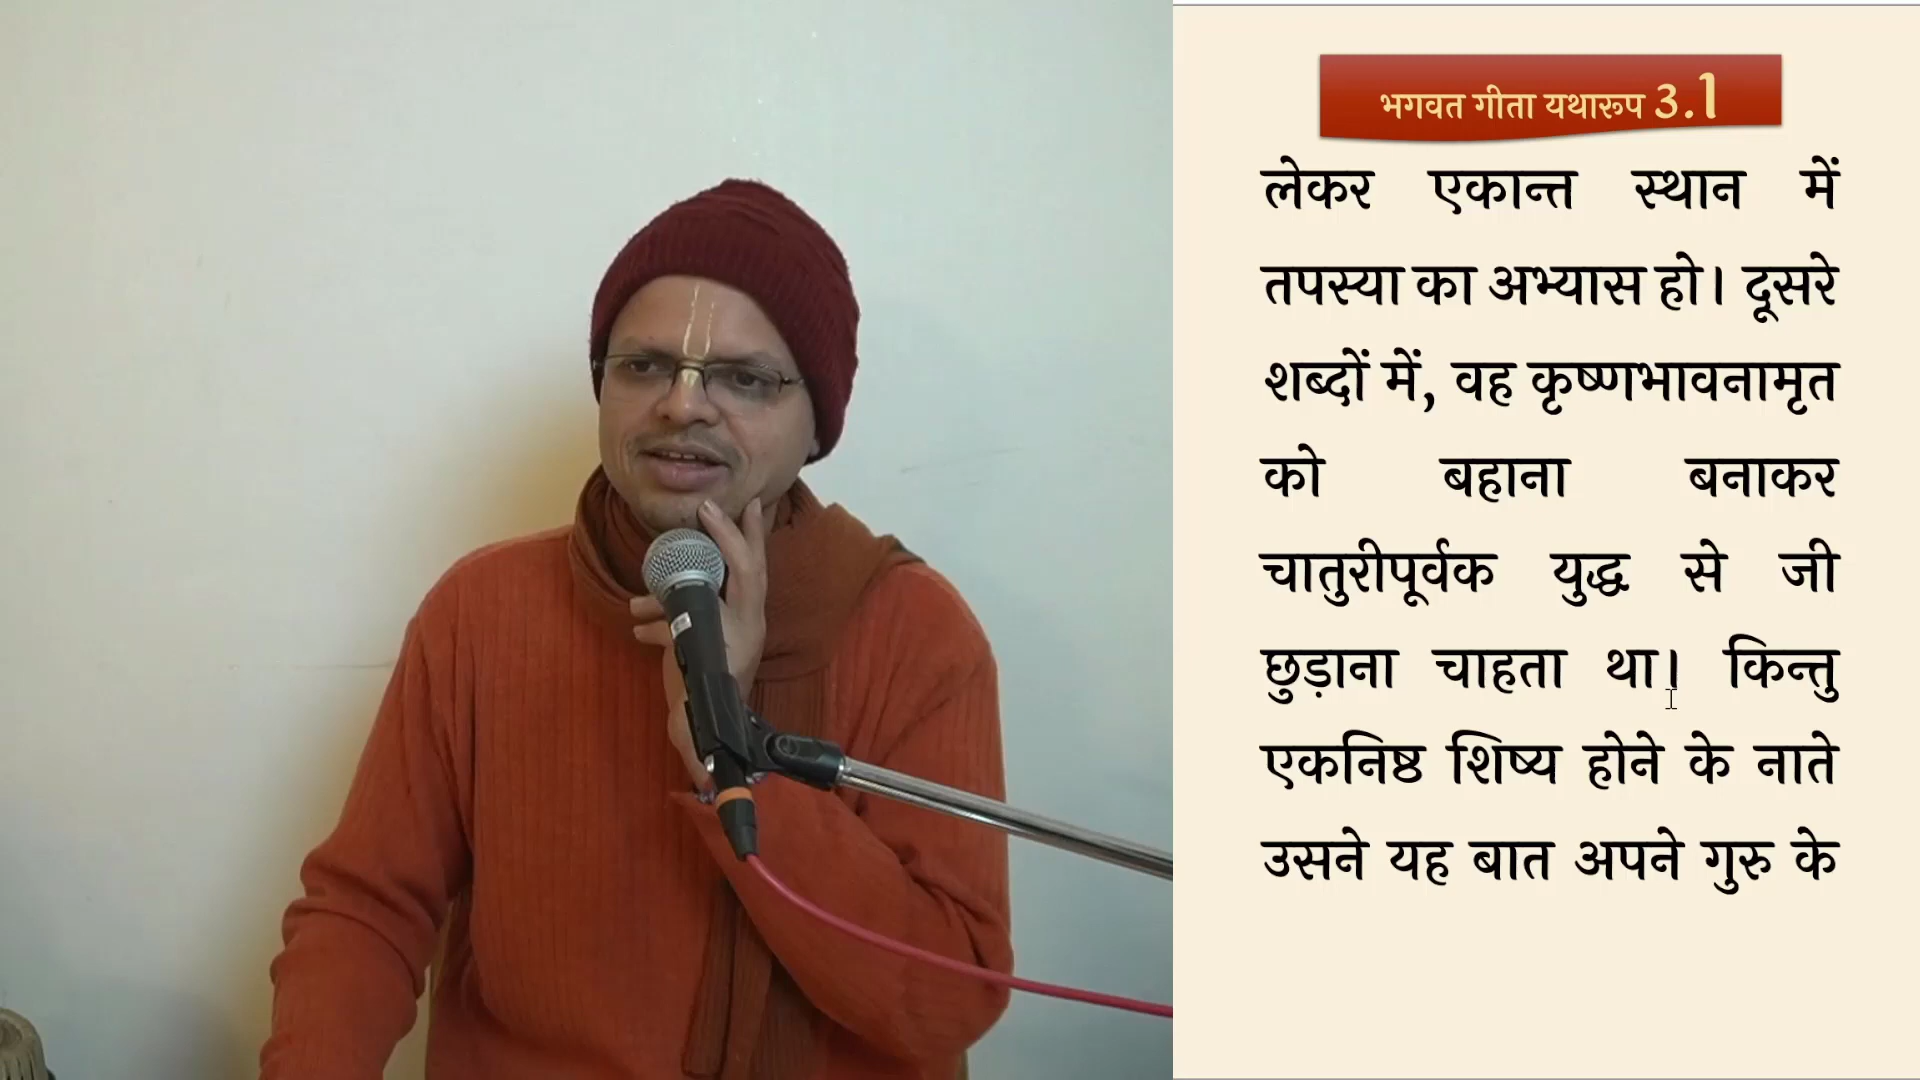 भगवत गीता यथारूप 3.1
लेकर एकान्त स्थान में
तपस्या का अभ्यास हो। दूसरे
शब्दों में, वह कृष्णभावनामृत
को बहाना बनाकर
चातुरीपूर्वक युद्ध से जी
छुड़ाना चाहता था। किन्तु
एकनिष्ठ शिष्य होने के नाते
उसने यह बात अपने गुरु के